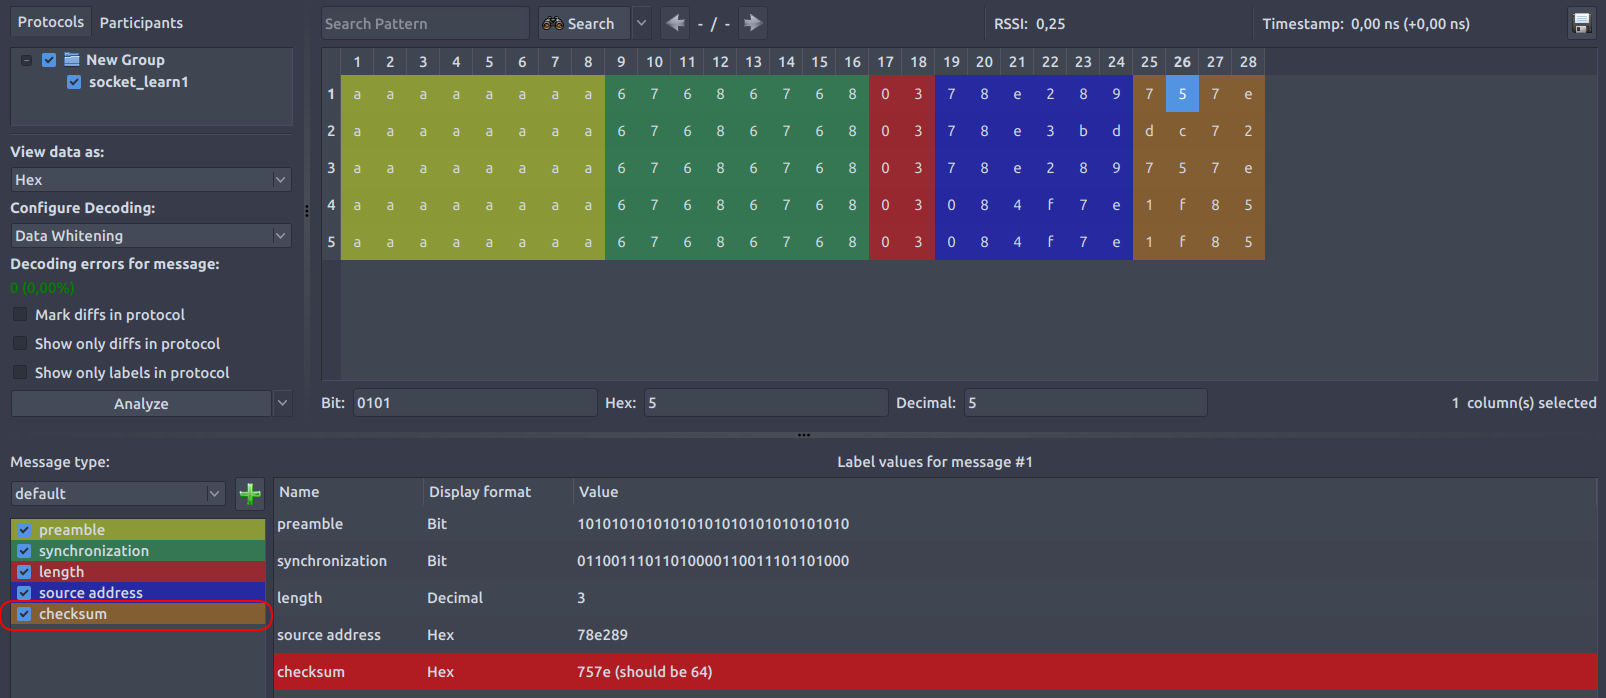 Protocols Participants Search Pattern Search - / - RSSI: 0,25 Timestamp: 0,00 ns (+0,00 ns)
New Group
socket_learn1
View data as:
Hex
Configure Decoding:
Data Whitening
Decoding errors for message:
0 (0,00%)
Mark diffs in protocol
Show only diffs in protocol
Show only labels in protocol
Analyze
1 2 3 4 5 6 7 8 9 10 11 12 13 14 15 16 17 18 19 20 21 22 23 24 25 26 27 28
1 a a a a a a a a 6 7 6 8 6 7 6 8 0 3 7 8 e 2 8 9 7 5 7 e
2 a a a a a a a a 6 7 6 8 6 7 6 8 0 3 7 8 e 3 b d d c 7 2
3 a a a a a a a a 6 7 6 8 6 7 6 8 0 3 7 8 e 2 8 9 7 5 7 e
4 a a a a a a a a 6 7 6 8 6 7 6 8 0 3 0 8 4 f 7 e 1 f 8 5
5 a a a a a a a a 6 7 6 8 6 7 6 8 0 3 0 8 4 f 7 e 1 f 8 5
Bit: 0101 Hex: 5 Decimal: 5 1 column(s) selected
Message type:
default
preamble
synchronization
length
source address
checksum
Label values for message #1
Name Display format Value
preamble Bit 10101010101010101010101010101010
synchronization Bit 01100111011010000110011101101000
length Decimal 3
source address Hex 78e289
checksum Hex 757e (should be 64)